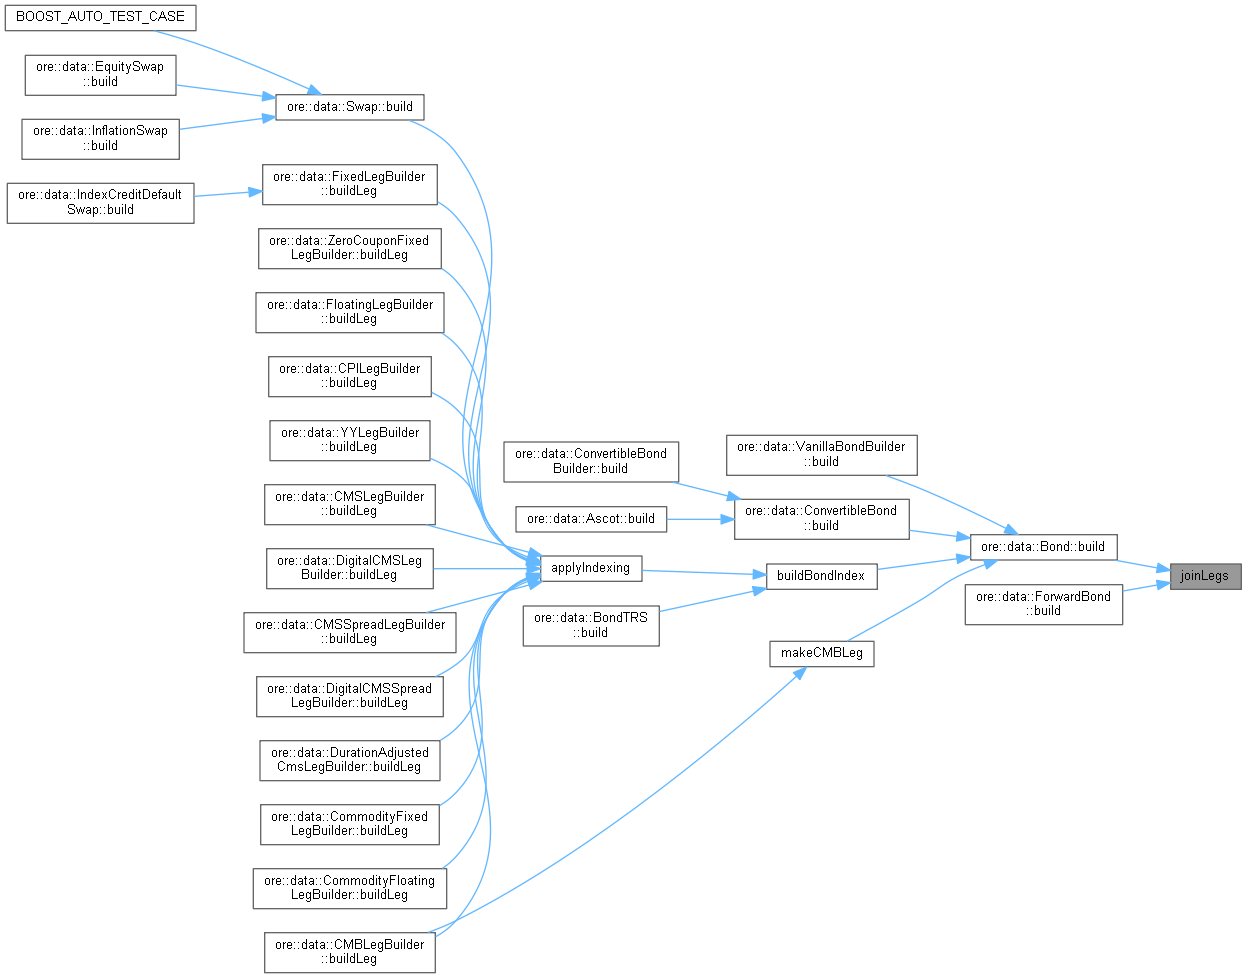 BOOST_AUTO_TEST_CASE
ore::data::EquitySwap
::build
ore::data::Swap::build
ore::data::InflationSwap
::build
ore::data::FixedLegBuilder
::buildLeg
ore::data::IndexCreditDefault
Swap::build
ore::data::ZeroCouponFixed
LegBuilder::buildLeg
ore::data::FloatingLegBuilder
::buildLeg
ore::data::CPILegBuilder
::buildLeg
ore::data::YYLegBuilder
::buildLeg
ore::data::ConvertibleBond
Builder::build
ore::data::VanillaBondBuilder
::build
ore::data::CMSLegBuilder
::buildLeg
ore::data::Ascot::build
ore::data::ConvertibleBond
::build
ore::data::Bond::build
ore::data::DigitalCMSLeg
Builder::buildLeg
applyIndexing
buildBondIndex
joinLegs
ore::data::ForwardBond
::build
ore::data::CMSSpreadLegBuilder
::buildLeg
ore::data::BondTRS
::build
makeCMBLeg
ore::data::DigitalCMSSpread
LegBuilder::buildLeg
ore::data::DurationAdjusted
CmsLegBuilder::buildLeg
ore::data::CommodityFixed
LegBuilder::buildLeg
ore::data::CommodityFloating
LegBuilder::buildLeg
ore::data::CMBLegBuilder
::buildLeg